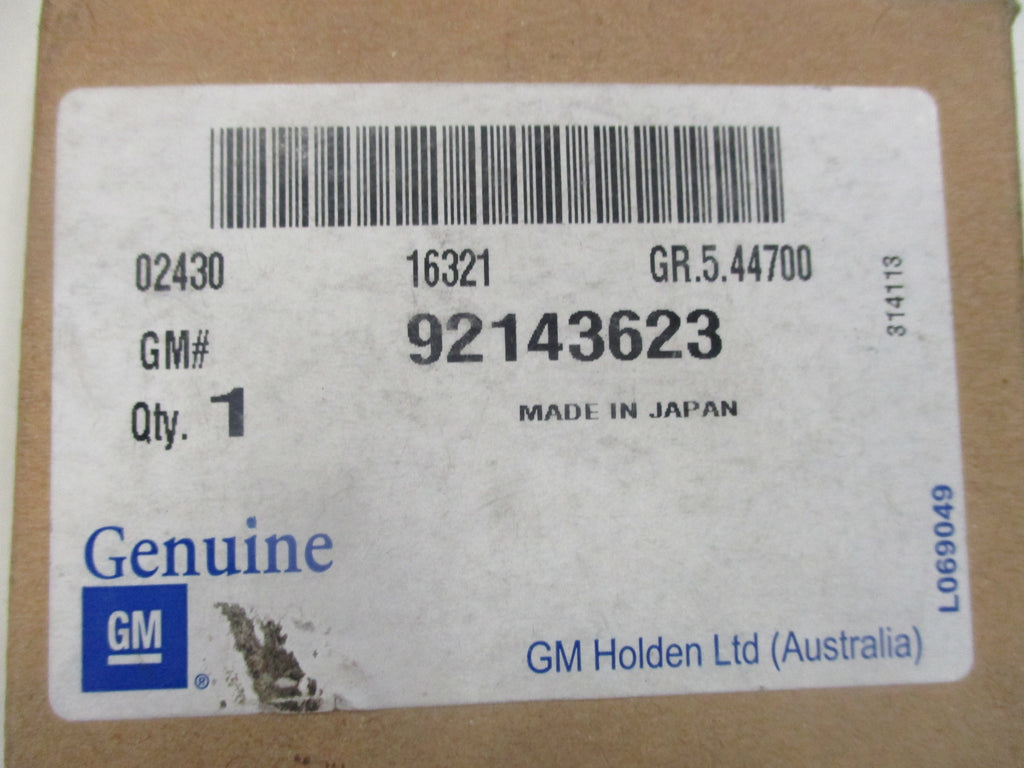 02430 16321 GR.5.44700
GM# 92143623
Qty. 1
MADE IN JAPAN
314113
L069049
Genuine
GM ®
GM Holden Ltd (Australia)